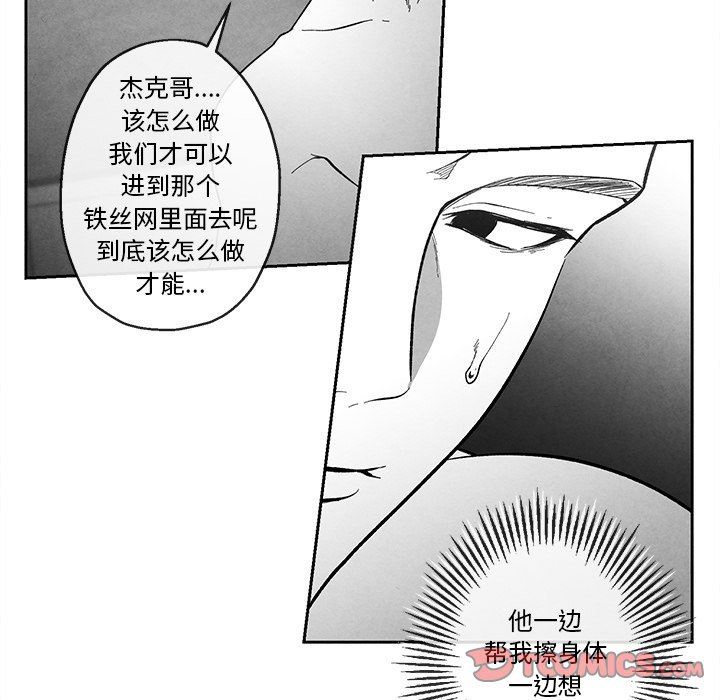 杰克哥....
该怎么做
我们才可以
进到那个
铁丝网里面去呢
到底该怎么做
才能...
他一边
帮我擦身体
一边想
DTCOMICS.COM